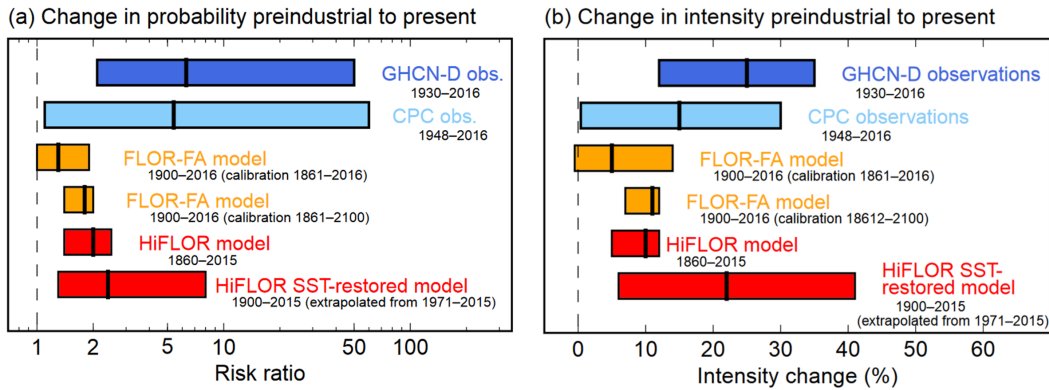 (a) Change in probability preindustrial to present
GHCN-D obs.
1930–2016
CPC obs.
1948–2016
FLOR-FA model
1900–2016 (calibration 1861–2016)
FLOR-FA model
1900–2016 (calibration 1861–2100)
HiFLOR model
1860–2015
HiFLOR SST-restored model
1900–2015 (extrapolated from 1971–2015)
1 2 5 10 50 100
Risk ratio
(b) Change in intensity preindustrial to present
GHCN-D observations
1930–2016
CPC observations
1948–2016
FLOR-FA model
1900–2016 (calibration 1861–2016)
FLOR-FA model
1900–2016 (calibration 18612–2100)
HiFLOR model
1860–2015
HiFLOR SST-
restored model
1900–2015
(extrapolated from 1971–2015)
0 10 20 30 40 50 60
Intensity change (%)